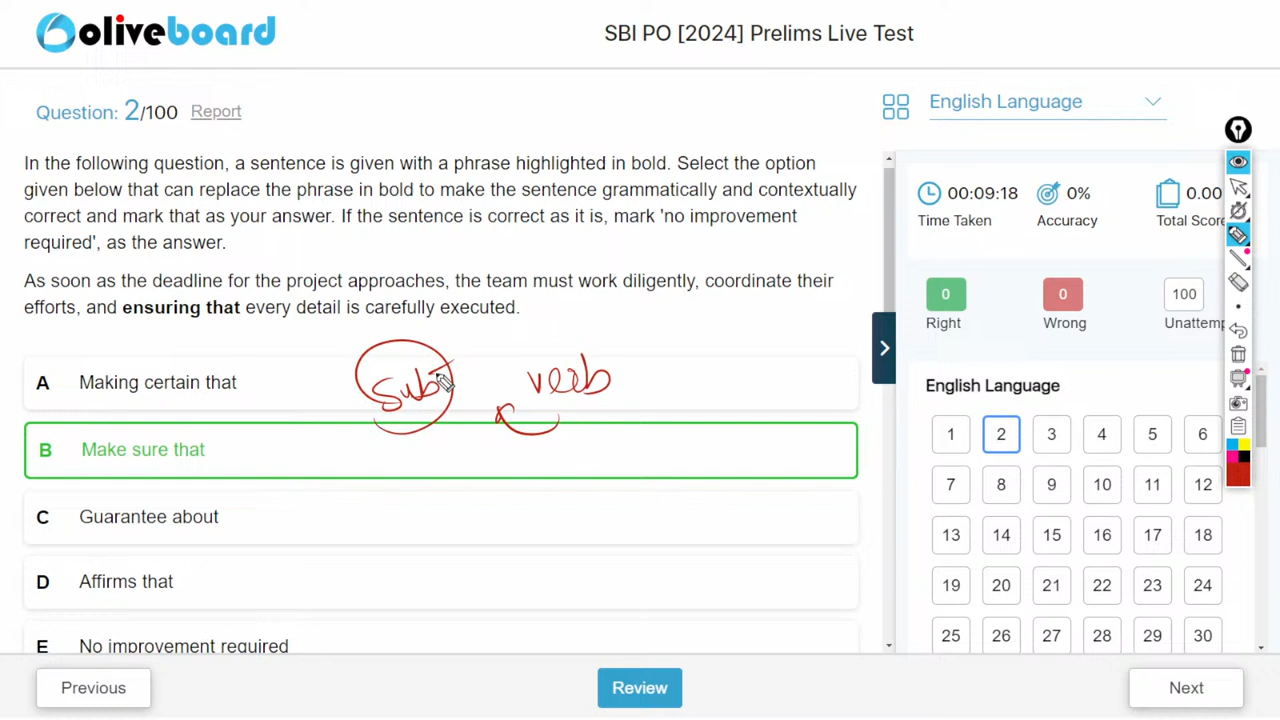 oliveboard
SBI PO [2024] Prelims Live Test
Question: 2/100 Report
English Language
In the following question, a sentence is given with a phrase highlighted in bold. Select the option
given below that can replace the phrase in bold to make the sentence grammatically and contextually
correct and mark that as your answer. If the sentence is correct as it is, mark 'no improvement
required', as the answer.
As soon as the deadline for the project approaches, the team must work diligently, coordinate their
efforts, and ensuring that every detail is carefully executed.
A Making certain that
Sub verb
B Make sure that
C Guarantee about
D Affirms that
E No improvement required
00:09:18
Time Taken
0%
Accuracy
0.00
Total Score
0
Right
0
Wrong
100
Unattemp
English Language
1 2 3 4 5 6
7 8 9 10 11 12
13 14 15 16 17 18
19 20 21 22 23 24
25 26 27 28 29 30
Previous Review Next